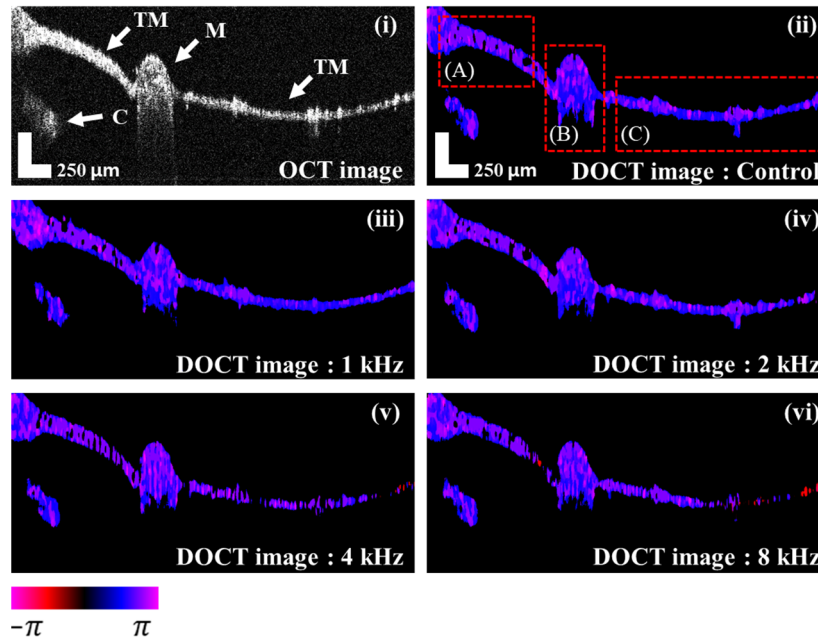 (i)
TM
M
TM
C
250 μm
OCT image
(ii)
(A)
(B)
(C)
250 μm
DOCT image : Control
(iii)
DOCT image : 1 kHz
(iv)
DOCT image : 2 kHz
(v)
DOCT image : 4 kHz
(vi)
DOCT image : 8 kHz
−π
π